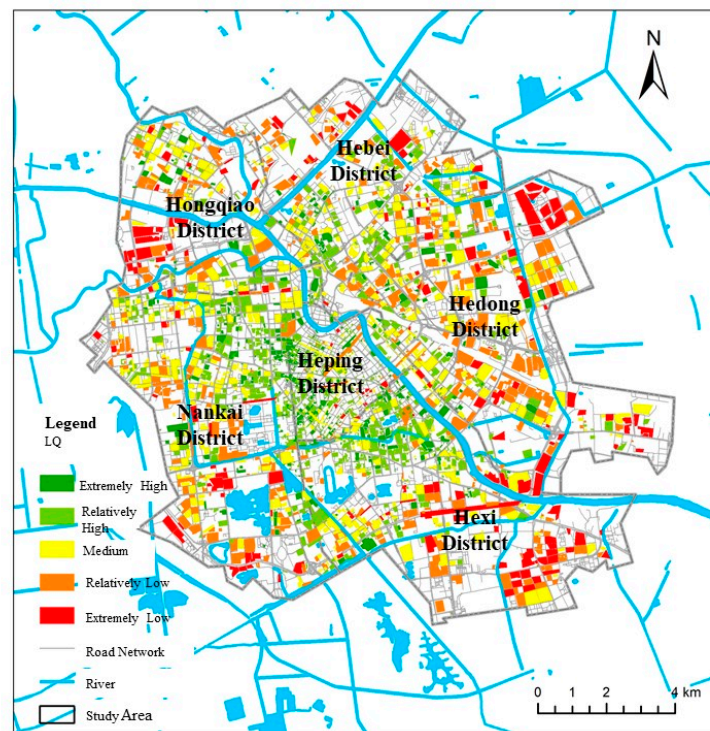 N
Hebei
District
Hongqiao
District
Hedong
District
Heping
District
Nankai
District
Hexi
District
Legend
LQ
Extremely High
Relatively
High
Medium
Relatively Low
Extremely Low
Road Network
River
Study Area
0 1 2 4 km